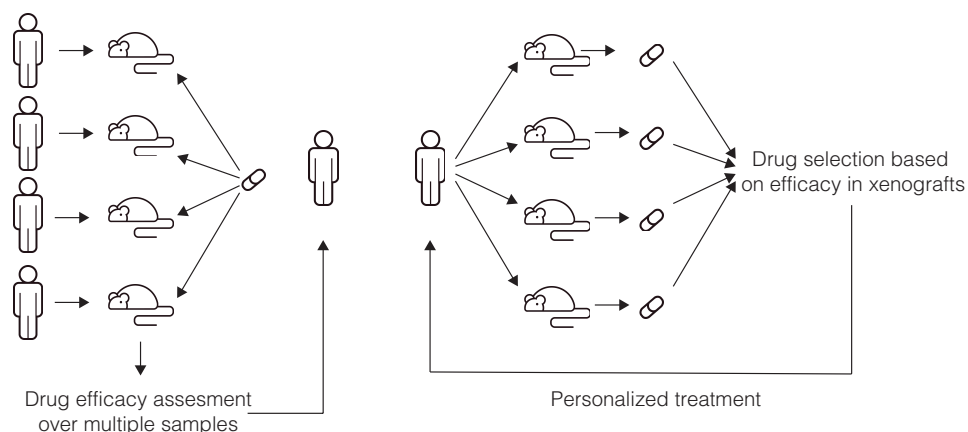 Drug efficacy assesment
over multiple samples
Drug selection based
on efficacy in xenografts
Personalized treatment